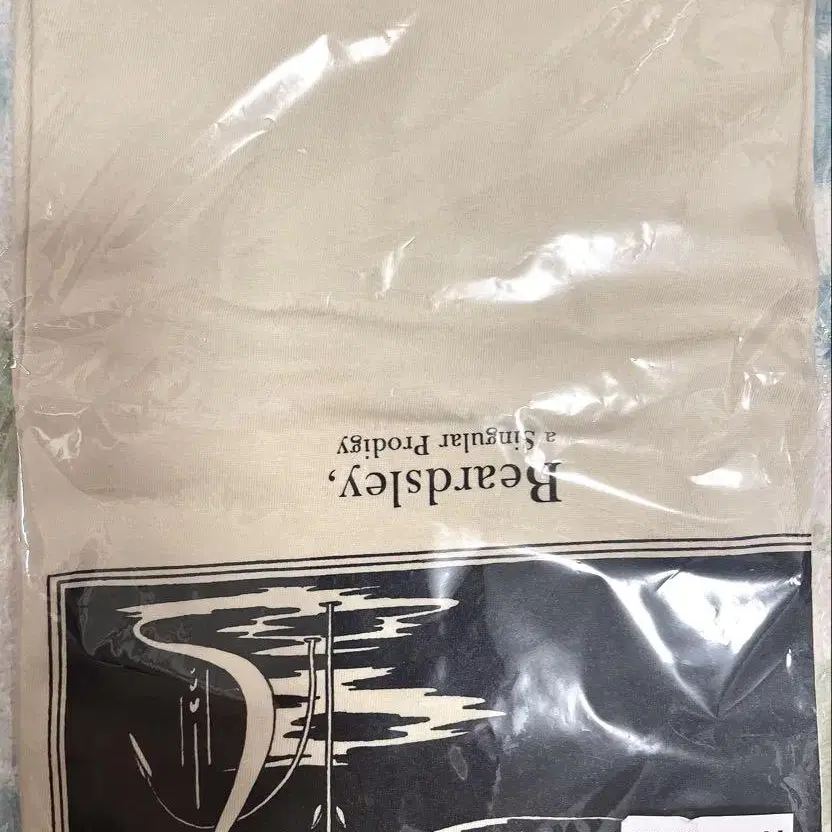 Beardsley,
a Singular Prodigy